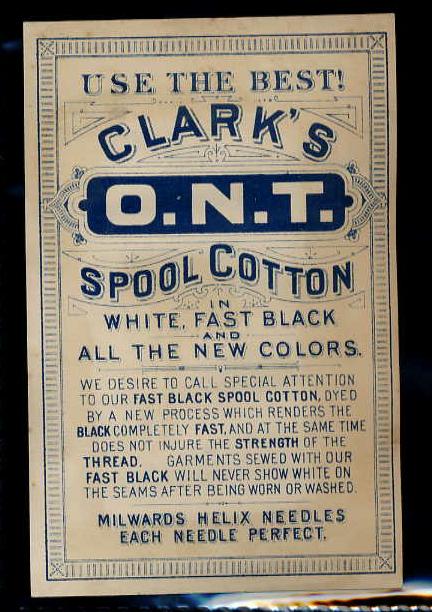 USE THE BEST!
CLARK'S
O.N.T.
SPOOL COTTON
IN
WHITE, FAST BLACK
AND
ALL THE NEW COLORS.
WE DESIRE TO CALL SPECIAL ATTENTION
TO OUR FAST BLACK SPOOL COTTON, DYED
BY A NEW PROCESS WHICH RENDERS THE
BLACK COMPLETELY FAST, AND AT THE SAME TIME
DOES NOT INJURE THE STRENGTH OF THE
THREAD. GARMENTS SEWED WITH OUR
FAST BLACK WILL NEVER SHOW WHITE ON
THE SEAMS AFTER BEING WORN OR WASHED.
MILWARDS HELIX NEEDLES
EACH NEEDLE PERFECT.